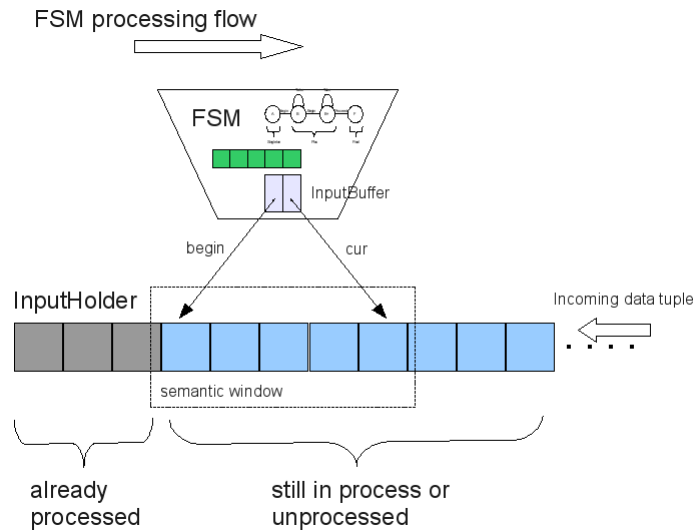 FSM processing flow
FSM
InputBuffer
begin
cur
InputHolder
Incoming data tuple
semantic window
already
processed
still in process or
unprocessed